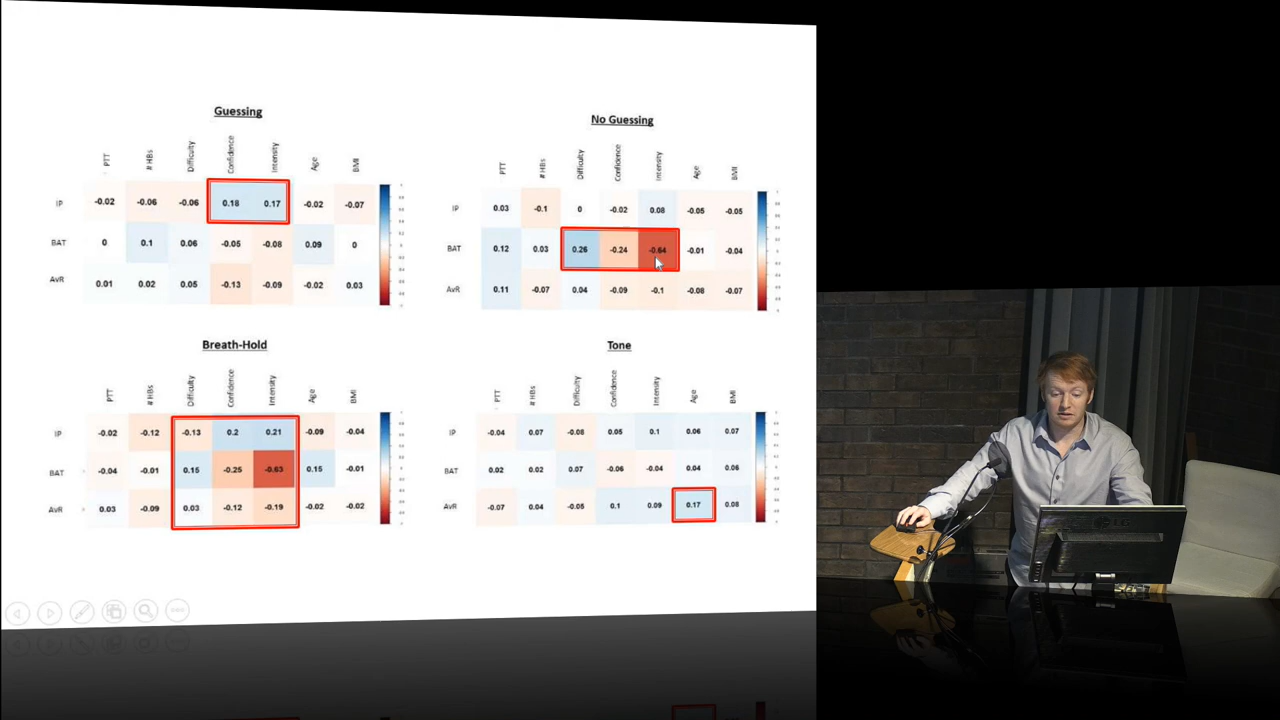 Guessing
PTT # HBs Difficulty Confidence Intensity Age BMI
IP -0.02 -0.06 -0.06 0.18 0.17 -0.02 -0.07
BAT 0 0.1 0.06 -0.05 -0.08 0.09 0
AvR 0.01 0.02 0.05 -0.13 -0.09 -0.02 0.03
No Guessing
PTT # HBs Difficulty Confidence Intensity Age BMI
IP 0.03 -0.1 0 -0.02 0.08 -0.05 -0.05
BAT 0.12 0.03 0.26 -0.24 -0.64 -0.01 -0.04
AvR 0.11 -0.07 0.04 -0.09 -0.1 -0.08 -0.07
Breath-Hold
PTT # HBs Difficulty Confidence Intensity Age BMI
IP -0.02 -0.12 -0.13 0.2 0.21 -0.09 -0.04
BAT -0.04 -0.01 0.15 -0.25 -0.63 0.15 -0.01
AvR 0.03 -0.09 0.03 -0.12 -0.19 -0.02 -0.02
Tone
PTT # HBs Difficulty Confidence Intensity Age BMI
IP -0.04 0.07 -0.08 0.05 0.1 0.06 0.07
BAT 0.02 0.02 0.07 -0.06 -0.04 0.04 0.06
AvR -0.07 0.04 -0.05 0.1 0.09 0.17 0.08
LG